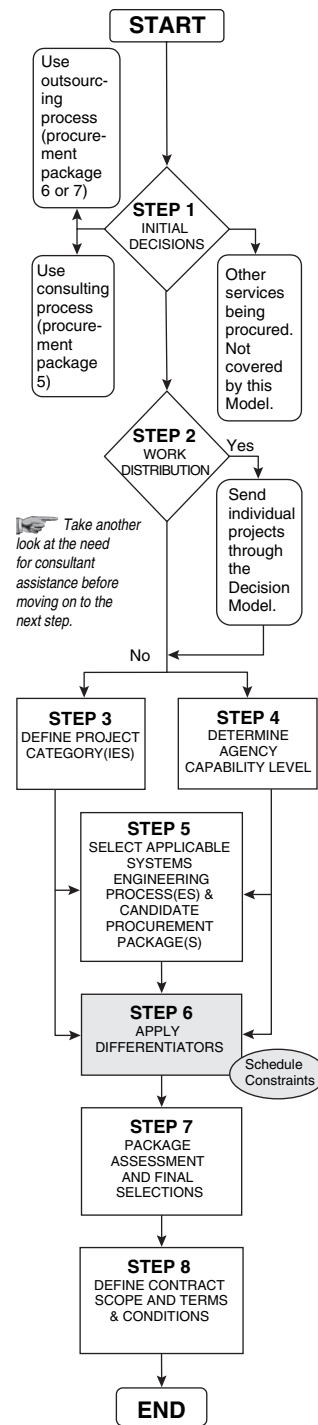 START
Use
outsourc-
ing
process
(procure-
ment
package
6 or 7)
STEP 1
INITIAL
DECISIONS
Use
consulting
process
(procure-
ment
package
5)
Other
services
being
procured.
Not
covered
by this
Model.
STEP 2
WORK
DISTRIBUTION
Yes
Send
individual
projects
through
the
Decision
Model.
Take another
look at the need
for consultant
assistance before
moving on to the
next step.
No
STEP 3
DEFINE PROJECT
CATEGORY(IES)
STEP 4
DETERMINE
AGENCY
CAPABILITY LEVEL
STEP 5
SELECT APPLICABLE
SYSTEMS
ENGINEERING
PROCESS(ES) &
CANDIDATE
PROCUREMENT
PACKAGE(S)
STEP 6
APPLY
DIFFERENTIATORS
Schedule
Constraints
STEP 7
PACKAGE
ASSESSMENT
AND FINAL
SELECTIONS
STEP 8
DEFINE CONTRACT
SCOPE AND TERMS
& CONDITIONS
END